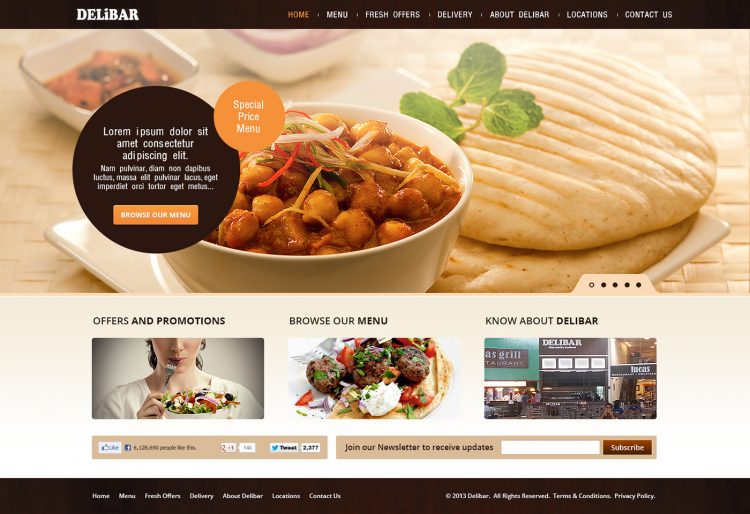 DELiBAR
HOME MENU FRESH OFFERS DELIVERY ABOUT DELIBAR LOCATIONS CONTACT US
Special
Price
Menu
Lorem ipsum dolor sit
amet consectetur
adipiscing elit.
Nam pulvinar, diam non dapibus
luctus, massa elit pulvinar lacus, eget
imperdiet orci tortor eget metus...
BROWSE OUR MENU
OFFERS AND PROMOTIONS
BROWSE OUR MENU
KNOW ABOUT DELIBAR
as grill
TAURANT
DELIBAR
lucas
Like 6,128,690 people like this.
+1 14k
Tweet 2,377
Join our Newsletter to receive updates
Subscribe
Home Menu Fresh Offers Delivery About Delibar Locations Contact Us
© 2013 Delibar. All Rights Reserved. Terms & Conditions. Privacy Policy.